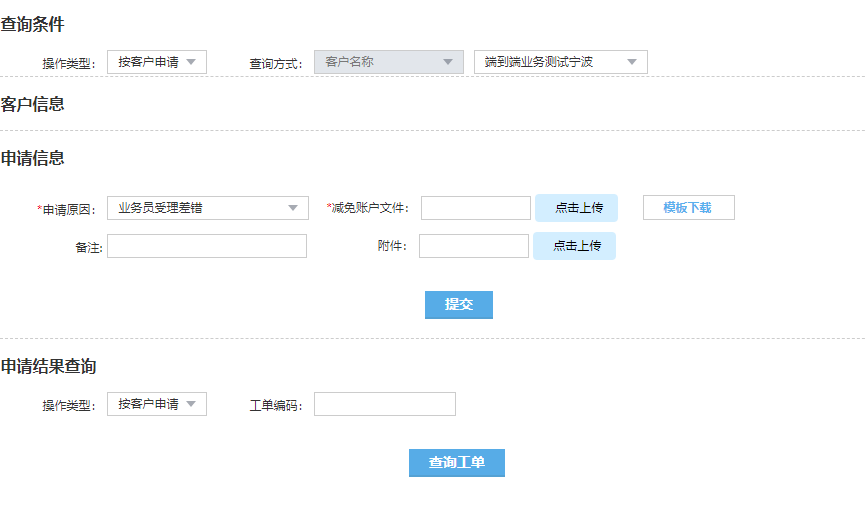 查询条件
操作类型： 按客户申请 查询方式： 客户名称 端到端业务测试宁波
客户信息
申请信息
*申请原因： 业务员受理差错 *减免账户文件： 点击上传 模板下载
备注: 附件： 点击上传
提交
申请结果查询
操作类型： 按客户申请 工单编码：
查询工单